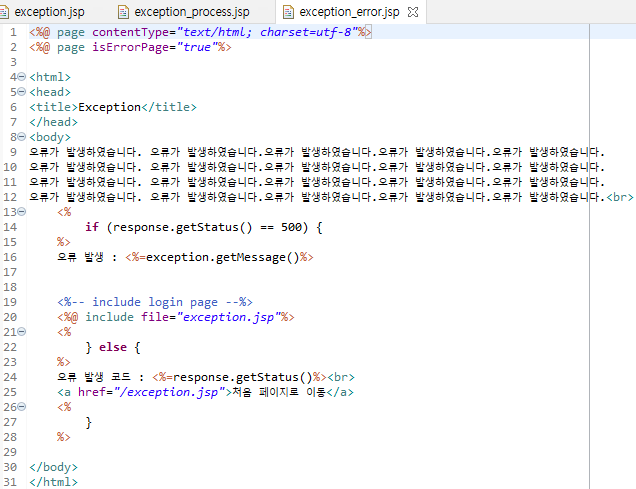 exception.jsp exception_process.jsp exception_error.jsp
1 <%@ page contentType="text/html; charset=utf-8"%>
2 <%@ page isErrorPage="true"%>
3
4 <html>
5 <head>
6 <title>Exception</title>
7 </head>
8 <body>
9 오류가 발생하였습니다. 오류가 발생하였습니다.오류가 발생하였습니다.오류가 발생하였습니다.오류가 발생하였습니다.
10 오류가 발생하였습니다. 오류가 발생하였습니다.오류가 발생하였습니다.오류가 발생하였습니다.오류가 발생하였습니다.
11 오류가 발생하였습니다. 오류가 발생하였습니다.오류가 발생하였습니다.오류가 발생하였습니다.오류가 발생하였습니다.
12 오류가 발생하였습니다. 오류가 발생하였습니다.오류가 발생하였습니다.오류가 발생하였습니다.오류가 발생하였습니다.<br>
13 <%
14 if (response.getStatus() == 500) {
15 %>
16 오류 발생 : <%=exception.getMessage()%>
17
18
19 <%-- include login page --%>
20 <%@ include file="exception.jsp"%>
21 <%
22 } else {
23 %>
24 오류 발생 코드 : <%=response.getStatus()%><br>
25 <a href="/exception.jsp">처음 페이지로 이동</a>
26 <%
27 }
28 %>
29
30 </body>
31 </html>